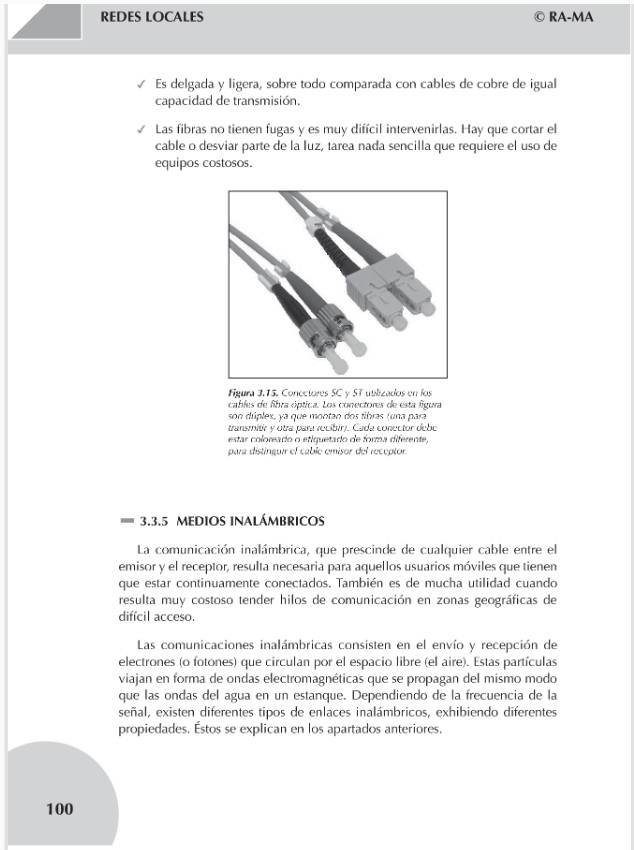 REDES LOCALES © RA-MA
✓ Es delgada y ligera, sobre todo comparada con cables de cobre de igual
capacidad de transmisión.
✓ Las fibras no tienen fugas y es muy difícil intervenirlas. Hay que cortar el
cable o desviar parte de la luz, tarea nada sencilla que requiere el uso de
equipos costosos.
Figura 3.15. Conectores SC y ST utilizados en los
cables de fibra óptica. Los conectores de esta figura
son dúplex, ya que montan dos fibras (una para
transmitir y otra para recibir). Cada conector debe
estar coloreado o etiquetado de forma diferente,
para distinguir el cable emisor del receptor.
3.3.5 MEDIOS INALÁMBRICOS
La comunicación inalámbrica, que prescinde de cualquier cable entre el
emisor y el receptor, resulta necesaria para aquellos usuarios móviles que tienen
que estar continuamente conectados. También es de mucha utilidad cuando
resulta muy costoso tender hilos de comunicación en zonas geográficas de
difícil acceso.
Las comunicaciones inalámbricas consisten en el envío y recepción de
electrones (o fotones) que circulan por el espacio libre (el aire). Estas partículas
viajan en forma de ondas electromagnéticas que se propagan del mismo modo
que las ondas del agua en un estanque. Dependiendo de la frecuencia de la
señal, existen diferentes tipos de enlaces inalámbricos, exhibiendo diferentes
propiedades. Éstos se explican en los apartados anteriores.
100